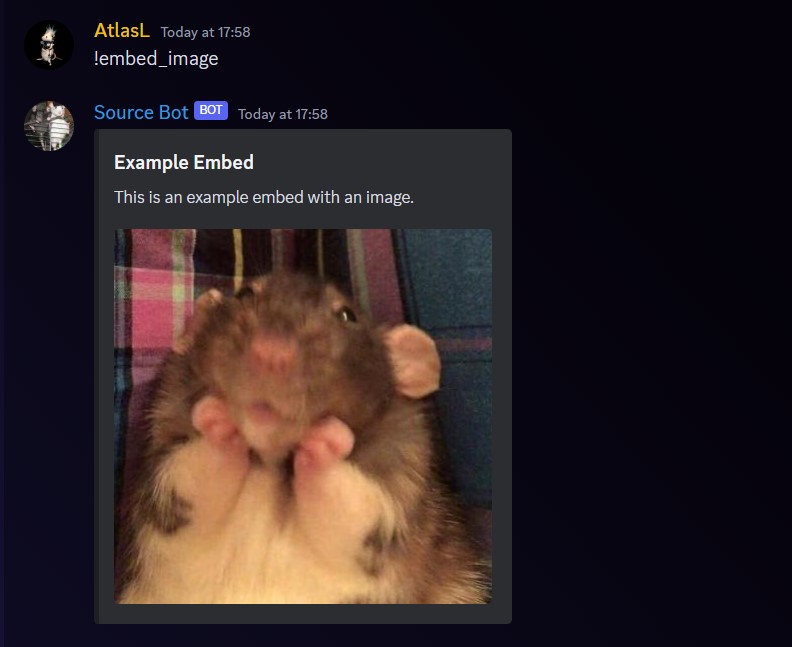 AtlasL Today at 17:58
!embed_image
Source Bot BOT Today at 17:58
Example Embed
This is an example embed with an image.